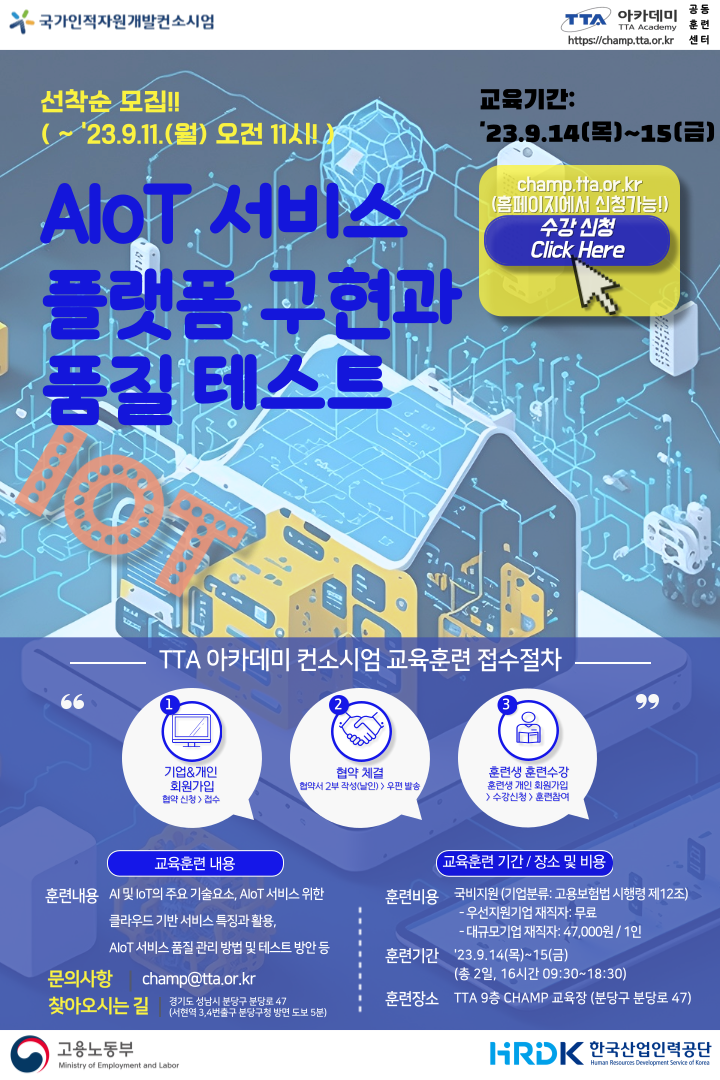 국가인적자원개발컨소시엄
TTA 아카데미
TTA Academy
https://champ.tta.or.kr
공동
훈련
센터
선착순 모집!!
( ~ '23.9.11.(월) 오전 11시! )
교육기간:
'23.9.14(목)~15(금)
champ.tta.or.kr
(홈페이지에서 신청가능!)
수강 신청
Click Here
AIoT 서비스
플랫폼 구현과
품질 테스트
IOT
TTA 아카데미 컨소시엄 교육훈련 접수절차
“
”
1
기업&개인
회원가입
협약 신청 > 접수
2
협약 체결
협약서 2부 작성(날인) > 우편 발송
3
훈련생 훈련수강
훈련생 개인 회원가입
> 수강신청 > 훈련참여
교육훈련 내용
훈련내용 AI 및 IoT의 주요 기술요소, AIoT 서비스 위한
클라우드 기반 서비스 특징과 활용,
AIoT 서비스 품질 관리 방법 및 테스트 방안 등
문의사항 | champ@tta.or.kr
찾아오시는 길 | 경기도 성남시 분당구 분당로 47
(서현역 3,4번출구 분당구청 방면 도보 5분)
교육훈련 기간 / 장소 및 비용
훈련비용 국비지원 (기업분류: 고용보험법 시행령 제12조)
- 우선지원기업 재직자: 무료
- 대규모기업 재직자: 47,000원 / 1인
훈련기간 '23.9.14(목)~15(금)
(총 2일, 16시간 09:30~18:30)
훈련장소 TTA 9층 CHAMP 교육장 (분당구 분당로 47)
고용노동부
Ministry of Employment and Labor
HRDK 한국산업인력공단
Human Resources Development Service of Korea